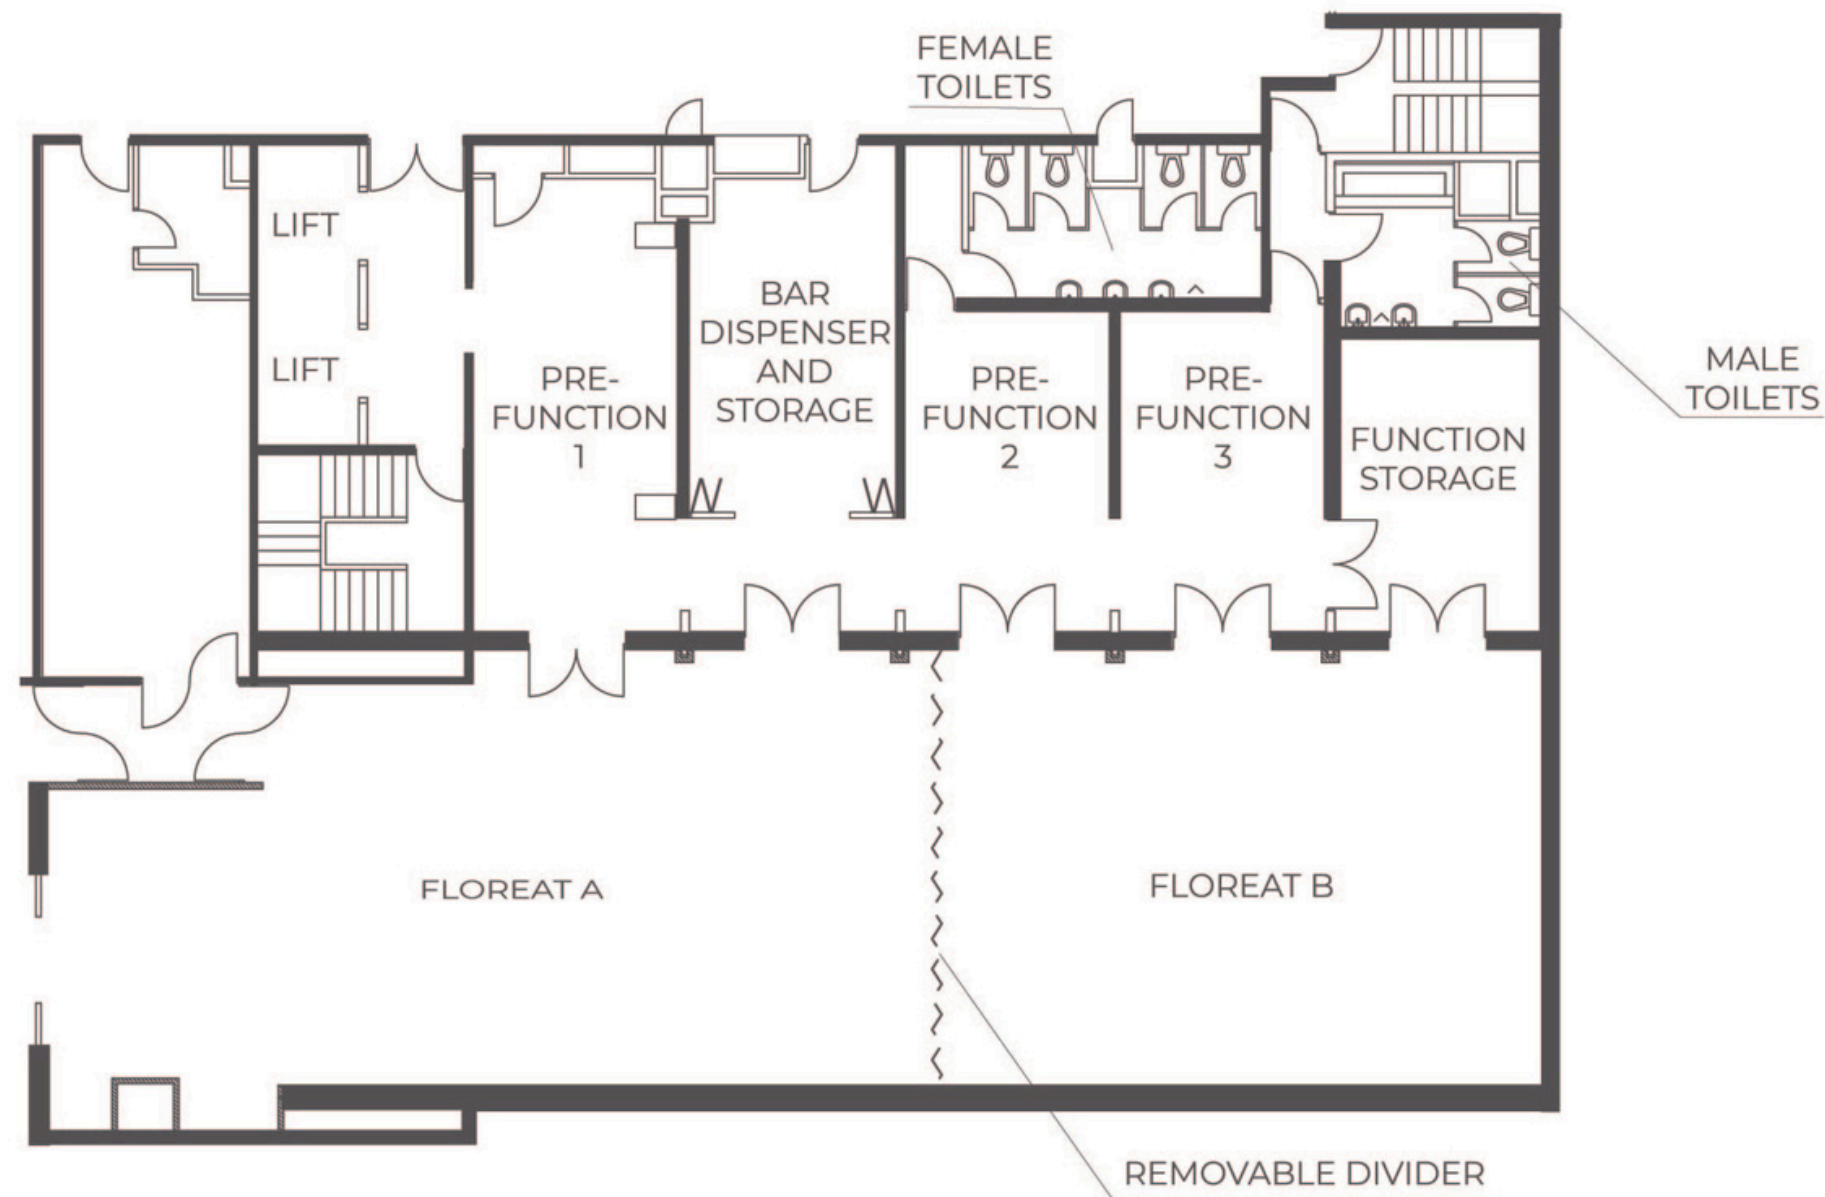 FEMALE
TOILETS
LIFT
LIFT
PRE-
FUNCTION
1
BAR
DISPENSER
AND
STORAGE
PRE-
FUNCTION
2
PRE-
FUNCTION
3
FUNCTION
STORAGE
MALE
TOILETS
FLOREAT A
FLOREAT B
REMOVABLE DIVIDER